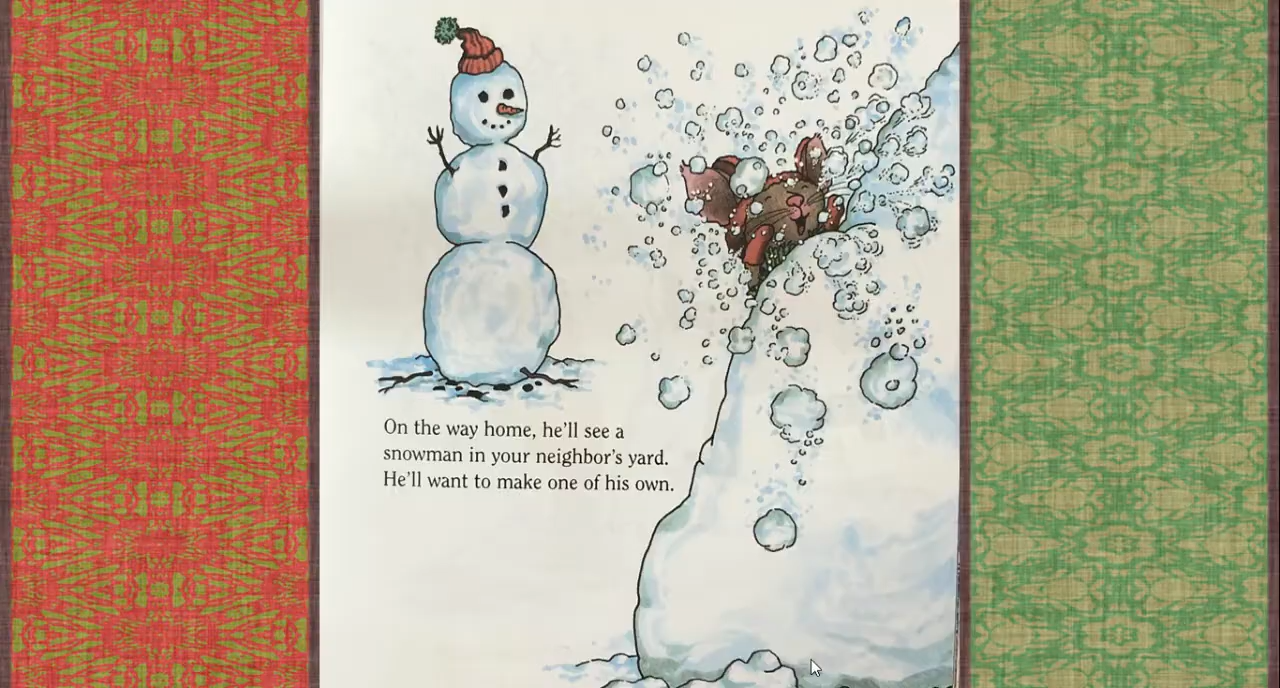 On the way home, he'll see a
snowman in your neighbor's yard.
He'll want to make one of his own.